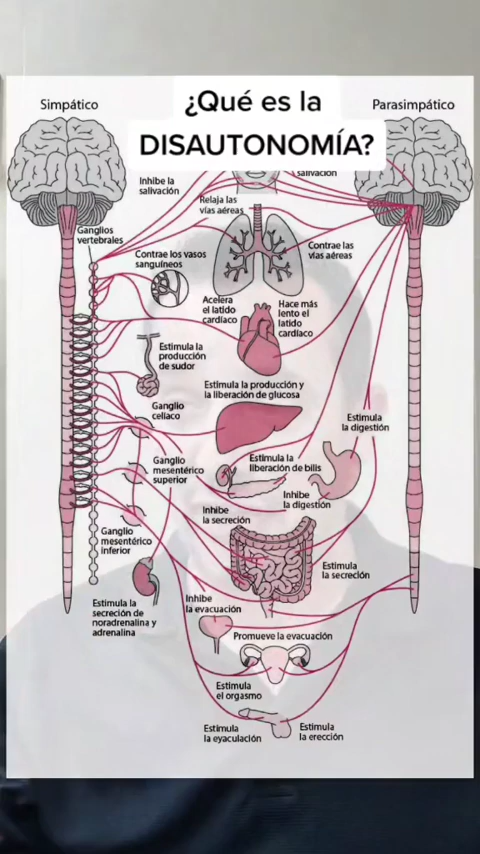 ¿Qué es la
DISAUTONOMÍA?
Simpático
Parasimpático
Inhibe la
salivación
salivación
Relaja las
vías aéreas
Ganglios
vertebrales
Contrae los vasos
sanguíneos
Contrae las
vías aéreas
Acelera
el latido
cardíaco
Hace más
lento el
latido
cardíaco
Estimula la
producción
de sudor
Estimula la producción y
la liberación de glucosa
Ganglio
celíaco
Estimula
la digestión
Ganglio
mesentérico
superior
Estimula la
liberación de bilis
Inhibe
la digestión
Inhibe
la secreción
Ganglio
mesentérico
inferior
Estimula
la secreción
Estimula la
secreción de
noradrenalina y
adrenalina
Inhibe
la evacuación
Promueve la evacuación
Estimula
el orgasmo
Estimula
la eyaculación
Estimula
la erección